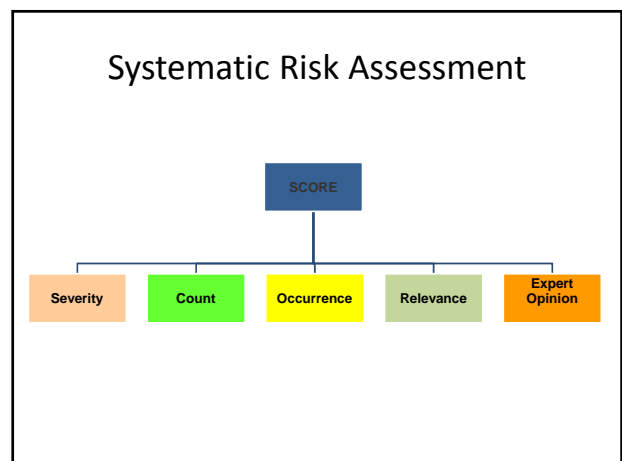 Systematic Risk Assessment
SCORE
Severity
Count
Occurrence
Relevance
Expert
Opinion